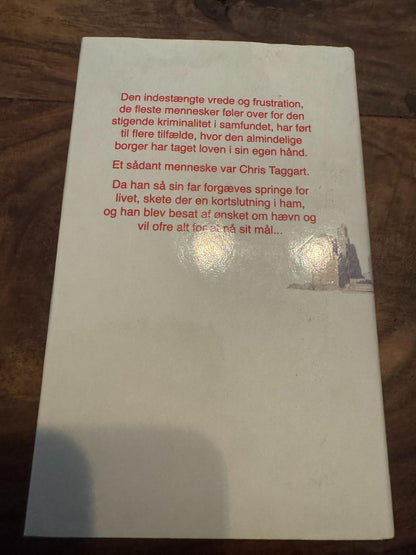 Den indestængte vrede og frustration,
de fleste mennesker føler over for den
stigende kriminalitet i samfundet, har ført
til flere tilfælde, hvor den almindelige
borger har taget loven i sin egen hånd.
Et sådant menneske var Chris Taggart.
Da han så sin far forgæves springe for
livet, skete der en kortslutning i ham,
og han blev besat af ønsket om hævn og
vil ofre alt for at nå sit mål...